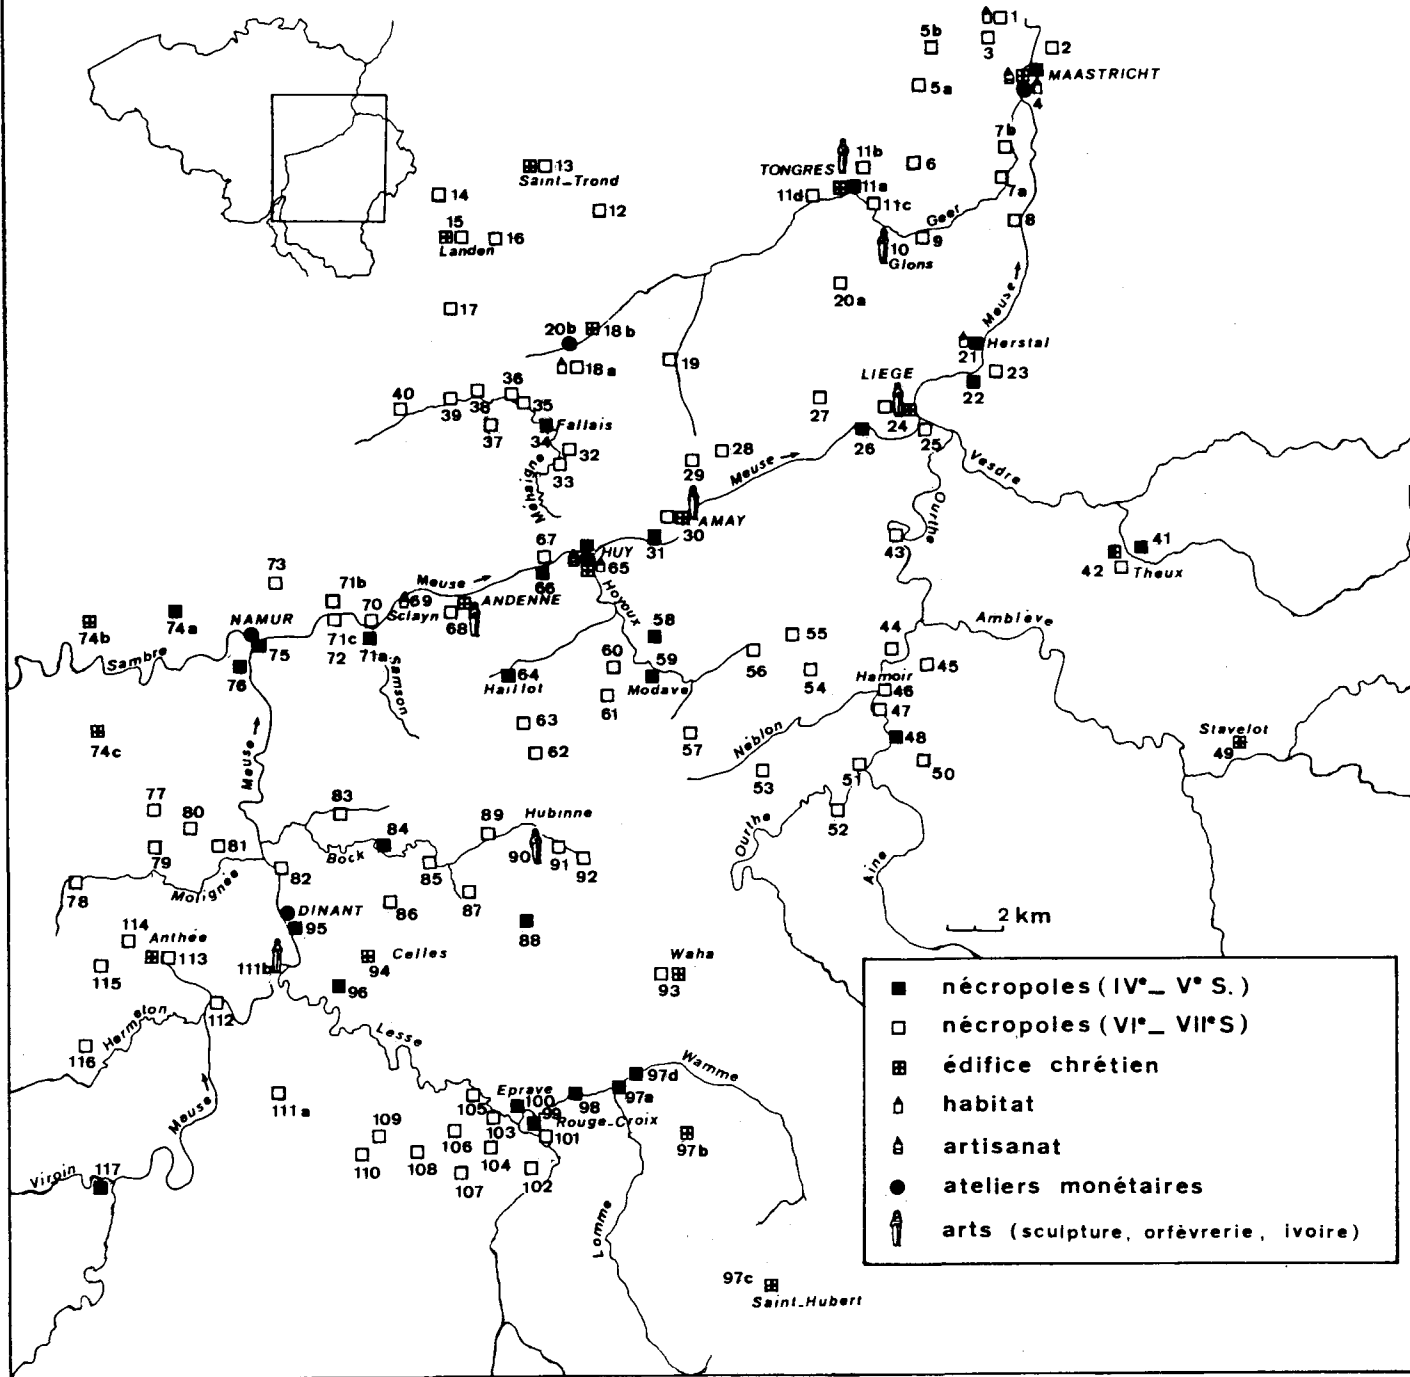 1
5b
3
2
MAASTRICHT
5a
4
7b
11b
6
TONGRES
13
Saint_Trond
11a
7a
14
11d
11c
12
Geer
8
15
16
10
9
Landen
Glons
20a
Meuse
17
20b
18b
21
Herstal
19
18a
23
LIEGE
22
36
40
39
38
35
27
24
37
34
Fallais
26
25
28
32
29
Meuse
Vesdre
33
Mehaigne
Ourthe
AMAY
30
31
43
41
67
HUY
65
42
Theux
73
71b
Meuse
66
69
ANDENNE
Hoyoux
70
Sclayn
68
74b
74a
NAMUR
71c
72
71a
58
55
44
Amblève
75
Sambre
76
Samson
60
59
56
54
45
64
Haillot
Modave
Hamoir
46
61
47
63
48
Stavelot
74c
57
Néblon
49
Meuse
62
51
50
53
77
83
80
89
Hubinne
52
84
Ourthe
79
81
Bock
90
91
92
85
82
Aine
78
Molignée
86
87
DINANT
2 km
95
88
114
Anthée
113
111b
94
Celles
Waha
115
96
93
112
Hermeton
Lesse
116
Wamme
97d
Eprave
98
97a
105
100
Meuse
111a
99
Rouge_Croix
109
103
101
106
97b
110
108
104
102
107
Viroin
117
Lomme
97c
Saint_Hubert
nécropoles (IVe_ Ve S.)
nécropoles (VIe_ VIIe S)
édifice chrétien
habitat
artisanat
ateliers monétaires
arts (sculpture, orfèvrerie, ivoire)